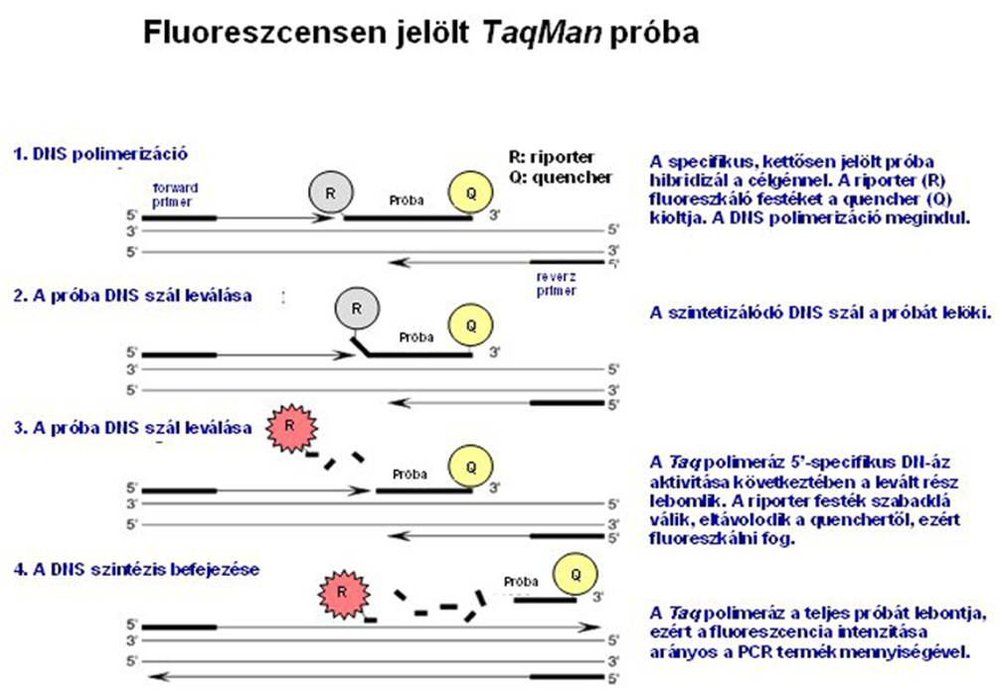 Fluoreszcensen jelölt TaqMan próba
1. DNS polimerizáció
R: riporter
Q: quencher
forward
primer
R
Próba
Q
5'
3'
3'
5'
5'
3'
5'
reverz
primer
A specifikus, kettősen jelölt próba
hibridizál a célgénnel. A riporter (R)
fluoreszkáló festéket a quencher (Q)
kioltja. A DNS polimerizáció megindul.
2. A próba DNS szál leválása
R
Próba
Q
5'
3'
3'
5'
5'
3'
5'
A szintetizálódó DNS szál a próbát lelöki.
3. A próba DNS szál leválása
R
Próba
Q
5'
3'
3'
5'
5'
3'
5'
A Taq polimeráz 5'-specifikus DN-áz
aktivitása következtében a levált rész
lebomlik. A riporter festék szabaddá
válik, eltávolodik a quenchertől, ezért
fluoreszkálni fog.
4. A DNS szintézis befejezése
R
Próba
Q
3'
5'
3'
5'
5'
3'
5'
A Taq polimeráz a teljes próbát lebontja,
ezért a fluoreszcencia intenzitása
arányos a PCR termék mennyiségével.